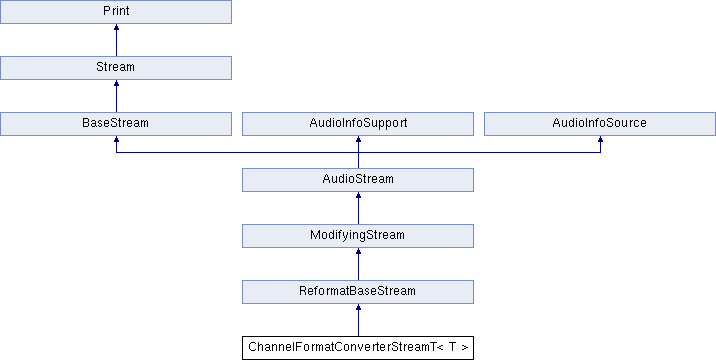 Print
Stream
BaseStream
AudioInfoSupport
AudioInfoSource
AudioStream
ModifyingStream
ReformatBaseStream
ChannelFormatConverterStreamT< T >